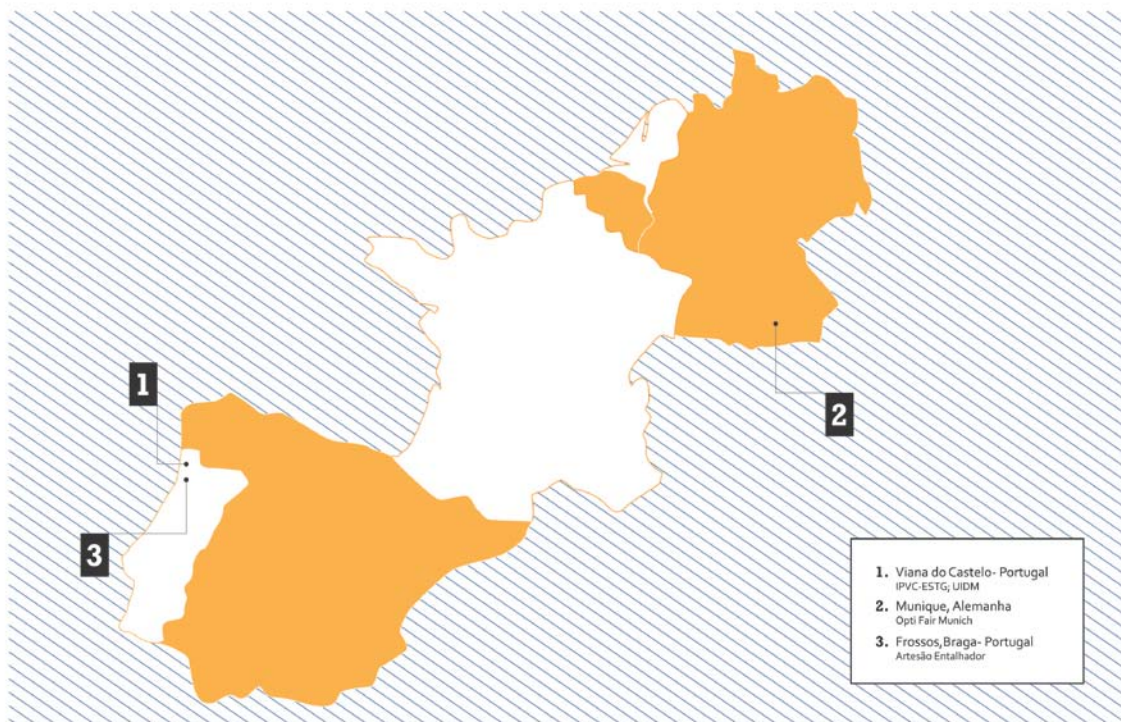 1
2
3
1. Viana do Castelo- Portugal
IPVC-ESTG; UIDM
2. Munique, Alemanha
Opti Fair Munich
3. Frossos,Braga- Portugal
Artesão Entalhador